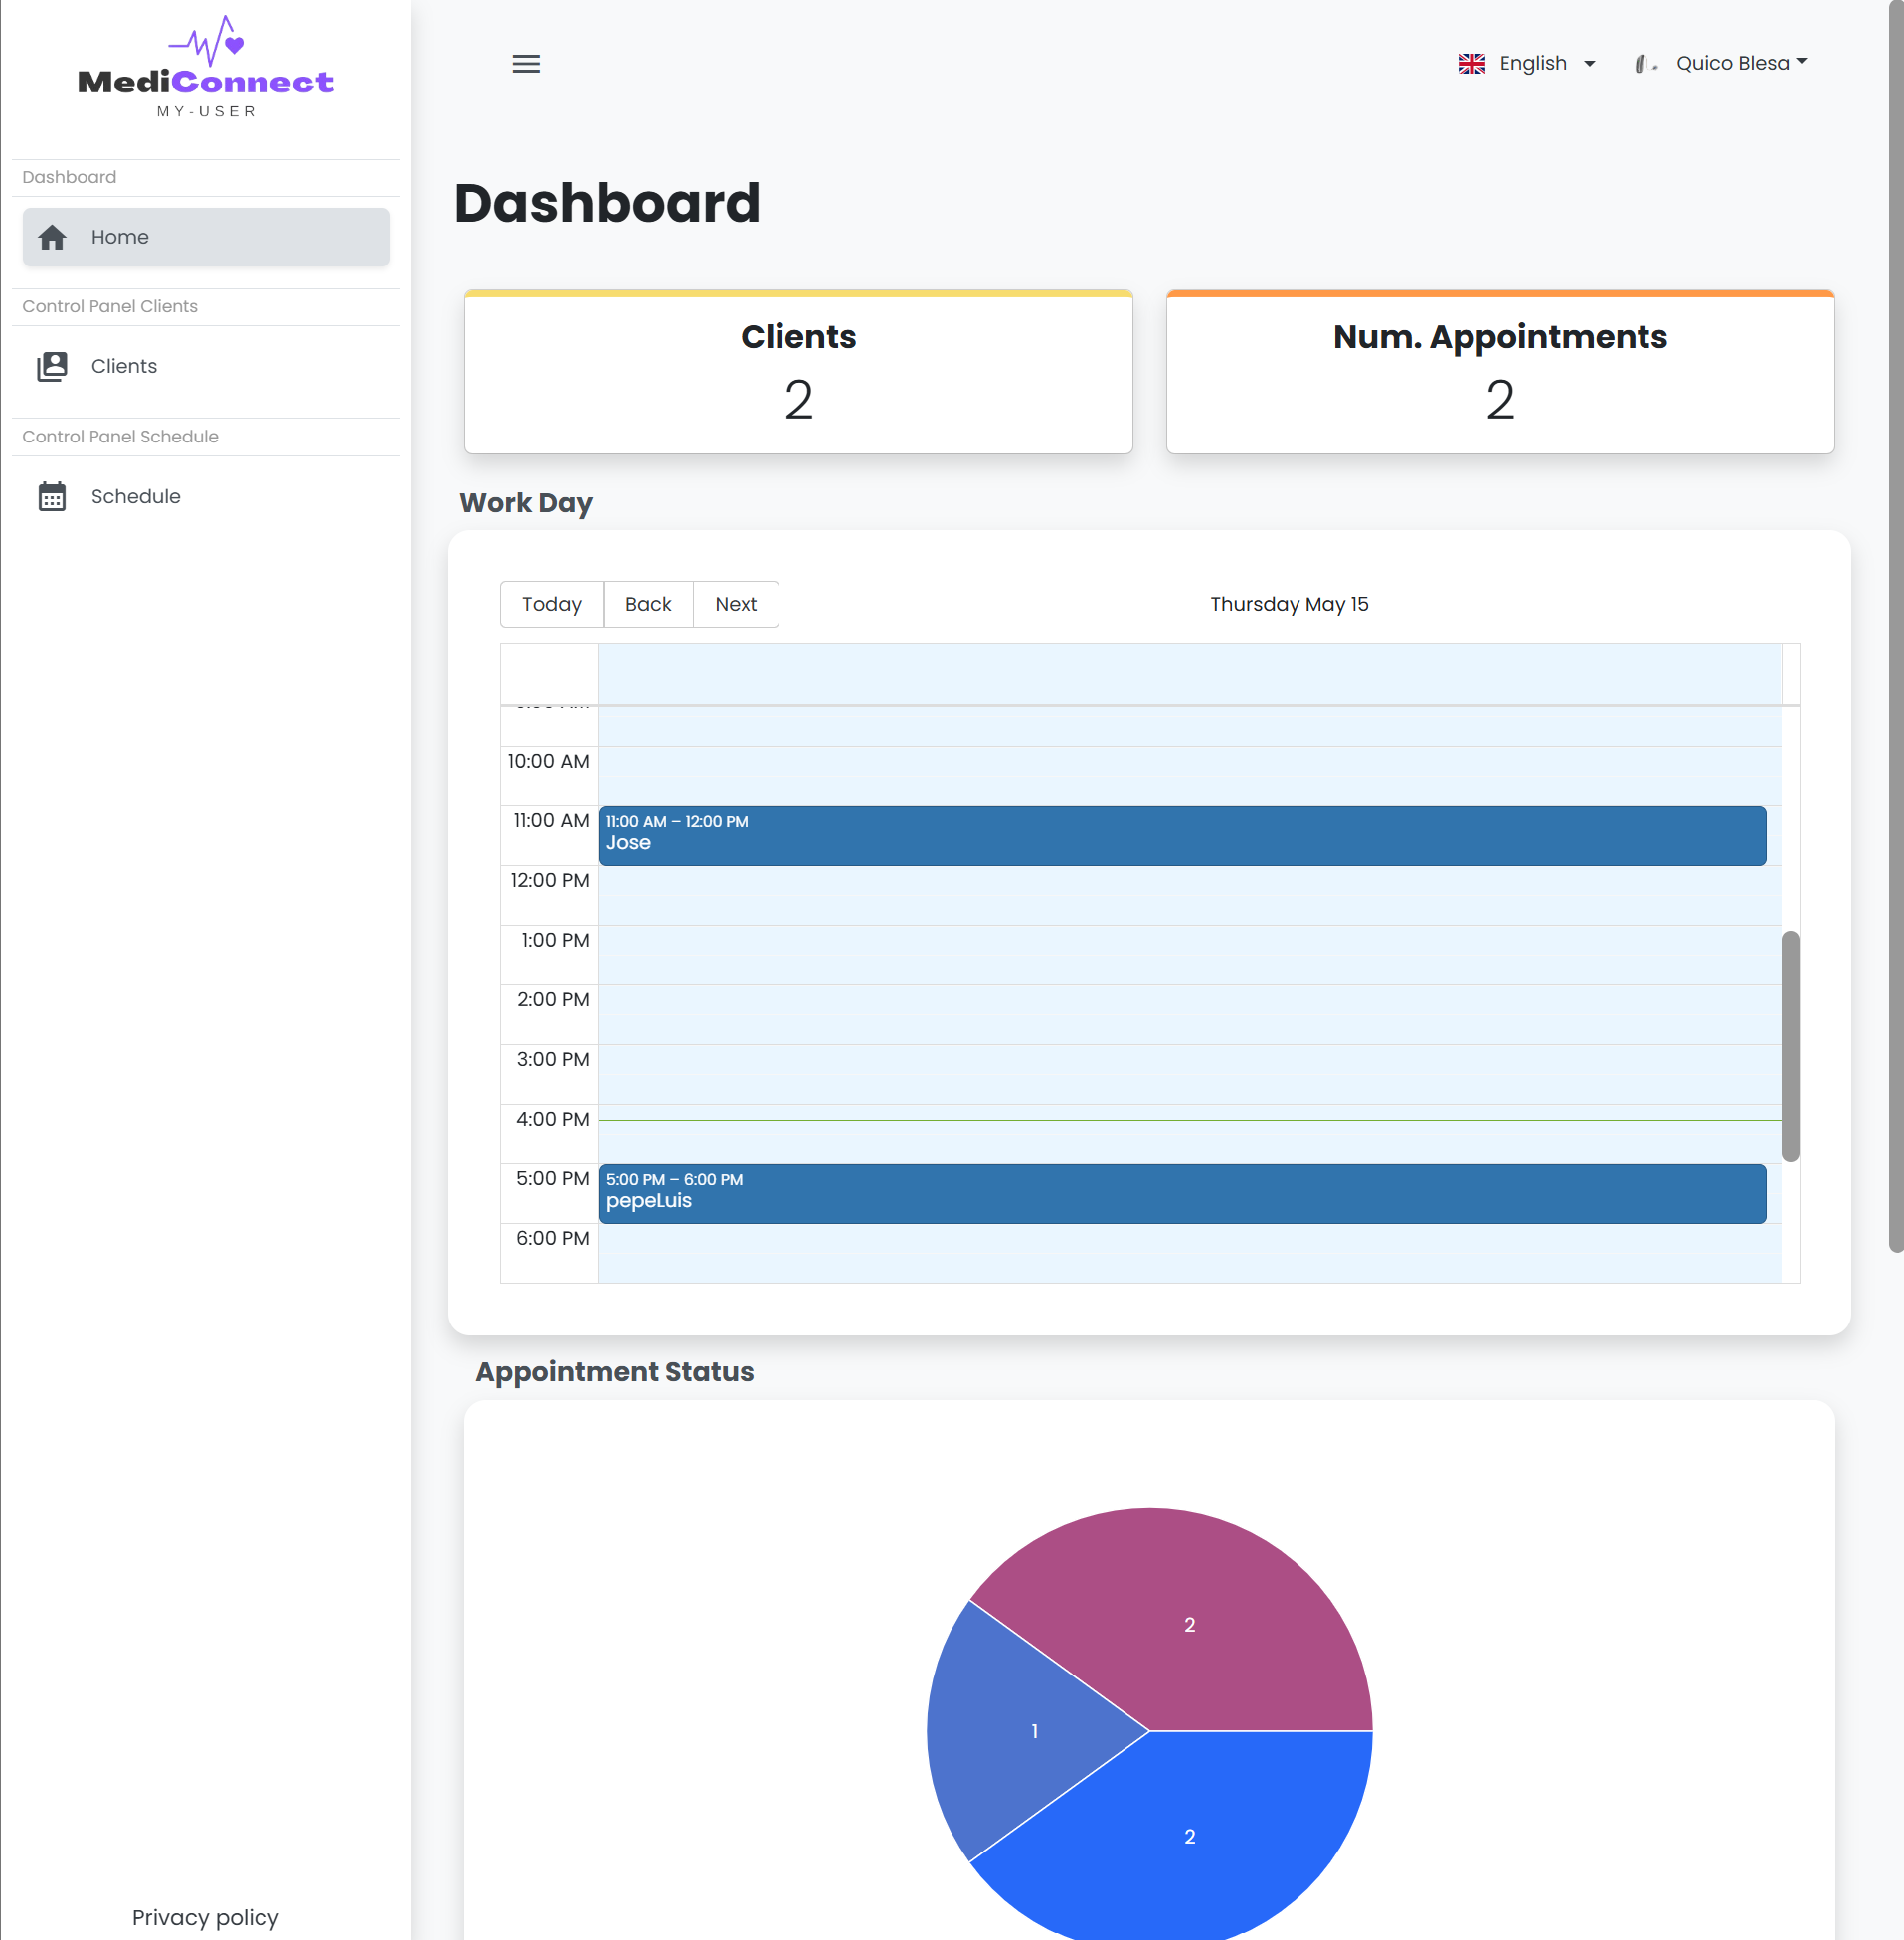 MediConnect
MY-USER
Dashboard
Home
Control Panel Clients
Clients
Control Panel Schedule
Schedule
Privacy policy
English
Quico Blesa
Dashboard
Clients
2
Num. Appointments
2
Work Day
Today Back Next
Thursday May 15
10:00 AM
11:00 AM
11:00 AM – 12:00 PM
Jose
12:00 PM
1:00 PM
2:00 PM
3:00 PM
4:00 PM
5:00 PM
5:00 PM – 6:00 PM
pepeLuis
6:00 PM
Appointment Status
2
1
2